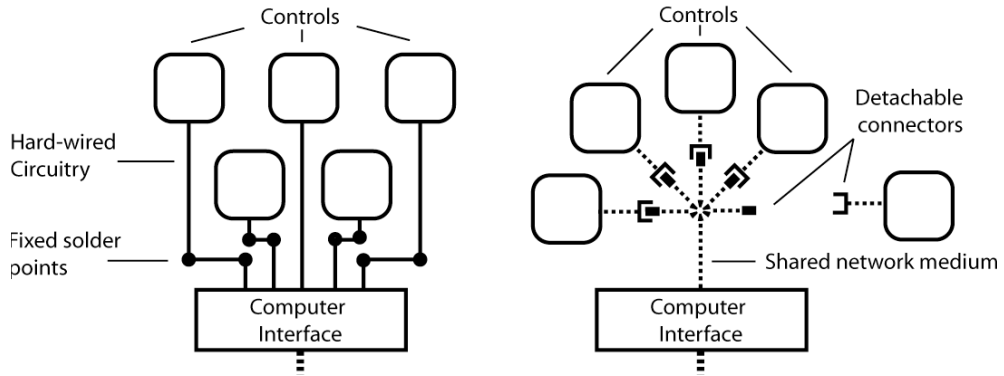 Controls
Hard-wired
Circuitry
Fixed solder
points
Computer
Interface
Controls
Detachable
connectors
Shared network medium
Computer
Interface